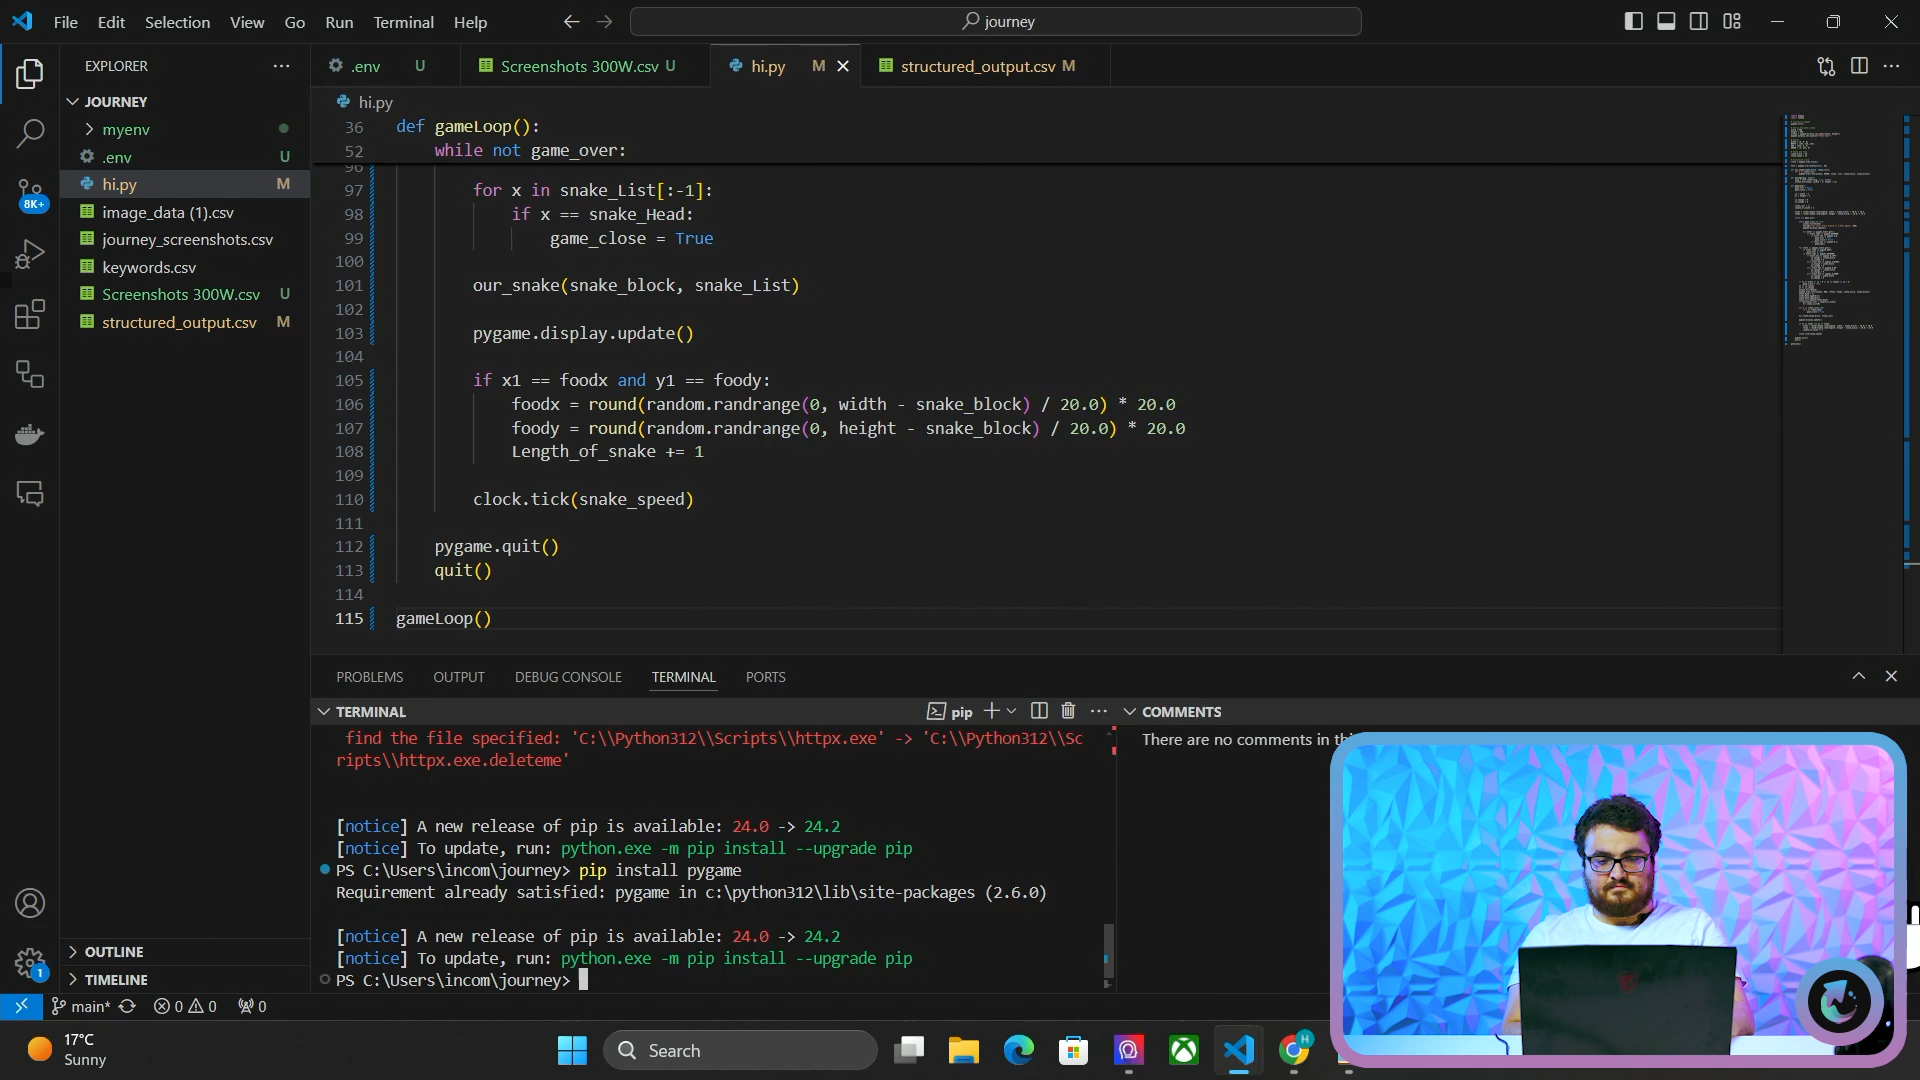 File Edit Selection View Go Run Terminal Help
journey
EXPLORER
JOURNEY
myenv
.env U
hi.py M
image_data (1).csv
journey_screenshots.csv
keywords.csv
Screenshots 300W.csv U
structured_output.csv M
OUTLINE
TIMELINE
8K+
1
.env U
Screenshots 300W.csv U
hi.py M
structured_output.csv M
hi.py
36 def gameLoop():
52 while not game_over:
96
97 for x in snake_List[:-1]:
98 if x == snake_Head:
99 game_close = True
100
101 our_snake(snake_block, snake_List)
102
103 pygame.display.update()
104
105 if x1 == foodx and y1 == foody:
106 foodx = round(random.randrange(0, width - snake_block) / 20.0) * 20.0
107 foody = round(random.randrange(0, height - snake_block) / 20.0) * 20.0
108 Length_of_snake += 1
109
110 clock.tick(snake_speed)
111
112 pygame.quit()
113 quit()
114
115 gameLoop()
PROBLEMS OUTPUT DEBUG CONSOLE TERMINAL PORTS
TERMINAL
pip
find the file specified: 'C:\\Python312\\Scripts\\httpx.exe' -> 'C:\\Python312\\Sc
ripts\\httpx.exe.deleteme'
[notice] A new release of pip is available: 24.0 -> 24.2
[notice] To update, run: python.exe -m pip install --upgrade pip
PS C:\Users\incom\journey> pip install pygame
Requirement already satisfied: pygame in c:\python312\lib\site-packages (2.6.0)
[notice] A new release of pip is available: 24.0 -> 24.2
[notice] To update, run: python.exe -m pip install --upgrade pip
PS C:\Users\incom\journey>
COMMENTS
There are no comments in
main* 0 0 0
17°C
Sunny
Search
H